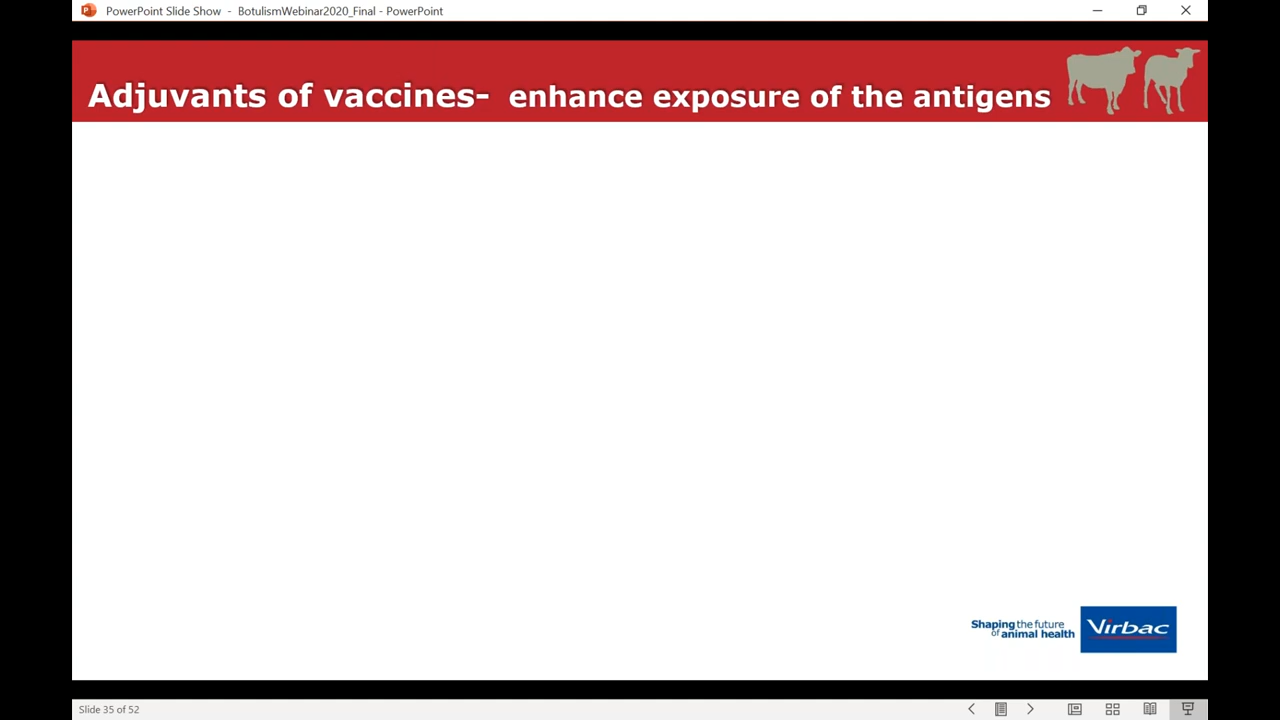 PowerPoint Slide Show - BotulismWebinar2020_Final - PowerPoint
Adjuvants of vaccines- enhance exposure of the antigens
Shaping the future
of animal health
Virbac
Slide 35 of 52